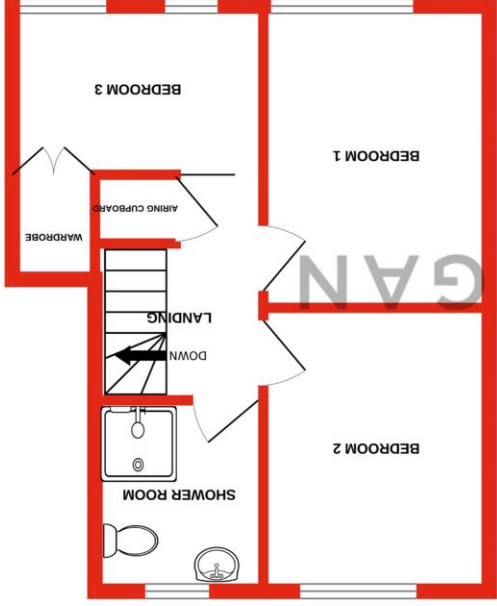 SHOWER ROOM
BEDROOM 2
DOWN
LANDING
GAN
WARDROBE
AIRING CUPBOARD
BEDROOM 1
BEDROOM 3